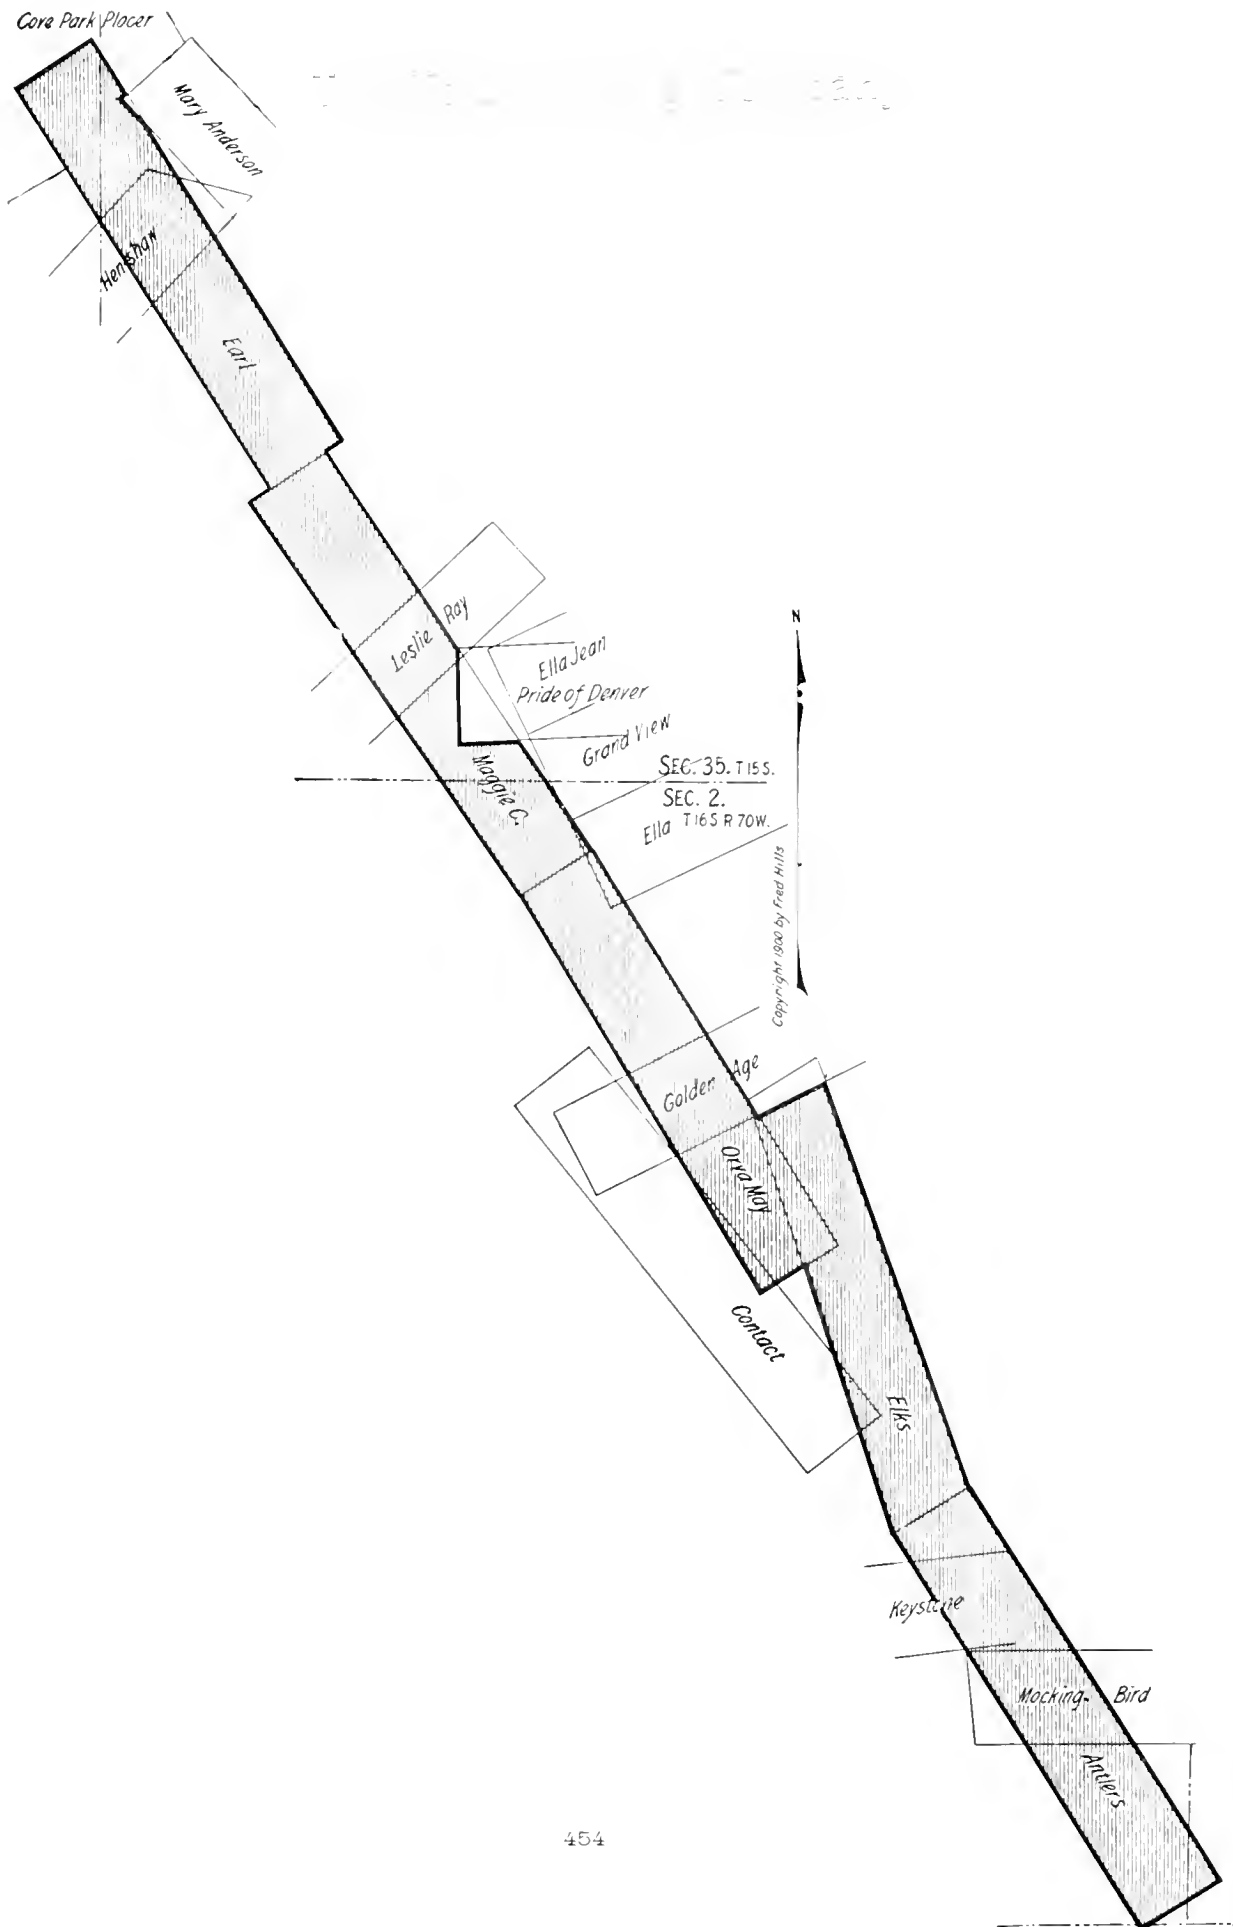 Cove Park Placer
Mary Anderson
Henshaw
Earl
Leslie Ray
Ella Jean
Pride of Denver
Grand View
Maggie C.
SEC. 35. T 15 S.
SEC. 2.
Ella T 16 S R 70 W.
N
Copyright 1900 by Fred Hills
Golden Age
Orva May
Contact
Elks
Keystone
Mocking- Bird
Antlers
454